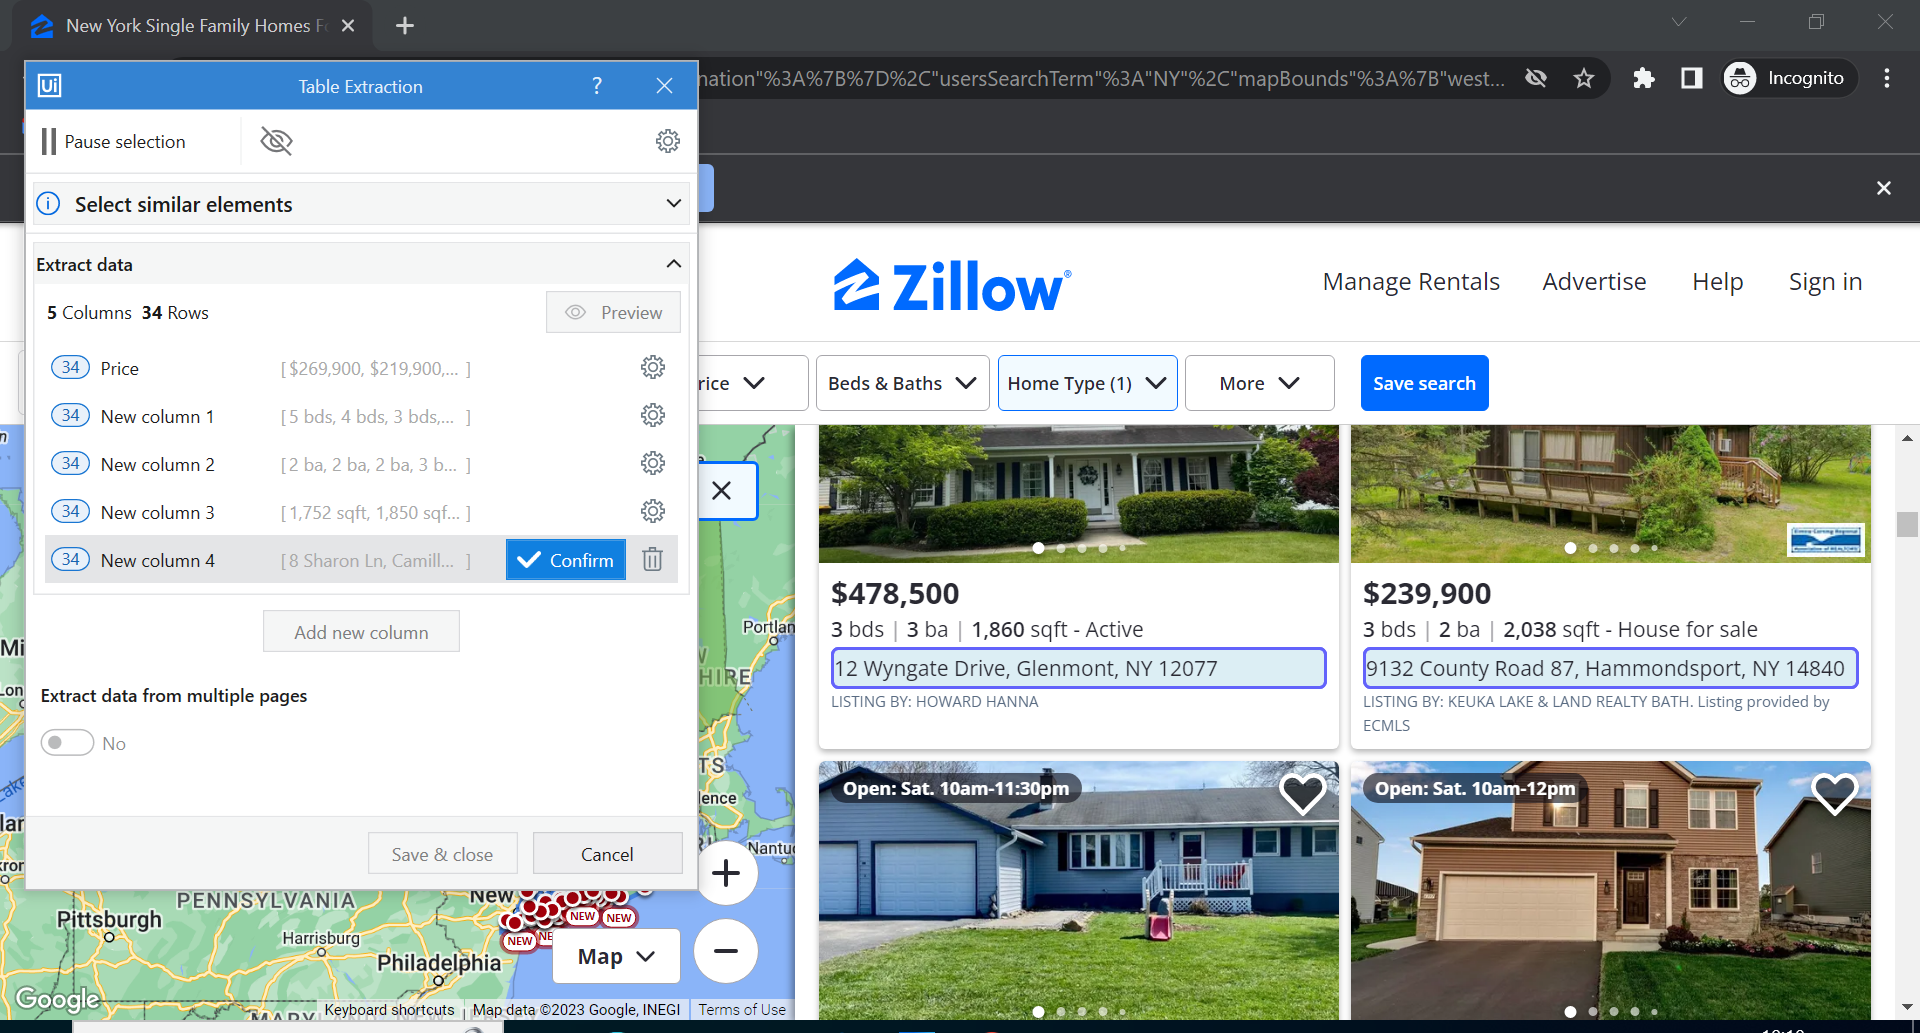 New York Single Family Homes F
nation"%3A%7B%7D%2C"usersSearchTerm"%3A"NY"%2C"mapBounds"%3A%7B"west...
Incognito
Ui
Table Extraction
?
Pause selection
Select similar elements
Extract data
5 Columns 34 Rows
Preview
34 Price [ $269,900, $219,900,... ]
34 New column 1 [ 5 bds, 4 bds, 3 bds,... ]
34 New column 2 [ 2 ba, 2 ba, 2 ba, 3 b... ]
34 New column 3 [ 1,752 sqft, 1,850 sqf... ]
34 New column 4 [ 8 Sharon Ln, Camill... ]
Confirm
Add new column
Extract data from multiple pages
No
Save & close
Cancel
Zillow®
Manage Rentals
Advertise
Help
Sign in
rice
Beds & Baths
Home Type (1)
More
Save search
$478,500
3 bds | 3 ba | 1,860 sqft - Active
12 Wyngate Drive, Glenmont, NY 12077
LISTING BY: HOWARD HANNA
$239,900
3 bds | 2 ba | 2,038 sqft - House for sale
9132 County Road 87, Hammondsport, NY 14840
LISTING BY: KEUKA LAKE & LAND REALTY BATH. Listing provided by
ECMLS
Open: Sat. 10am-11:30pm
Open: Sat. 10am-12pm
Mi
Lon
Lake
lar
kron
Portlan
HIRE
TS
dence
Nantu
New
PENNSYLVANIA
Pittsburgh
Harrisburg
Philadelphia
NEW
NEW
NEW
NE
Map
Google
Keyboard shortcuts
Map data ©2023 Google, INEGI
Terms of Use